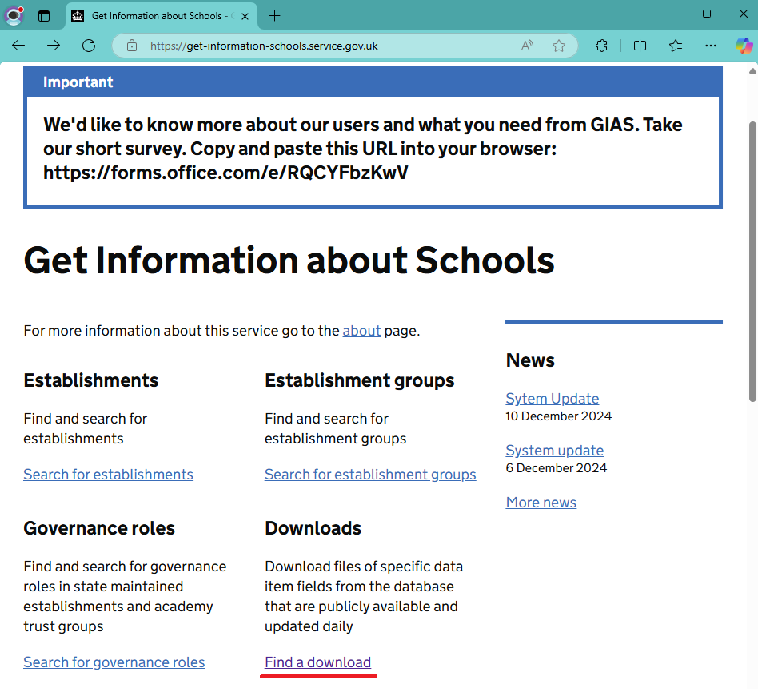 Get Information about Schools -
https://get-information-schools.service.gov.uk
Important
We'd like to know more about our users and what you need from GIAS. Take
our short survey. Copy and paste this URL into your browser:
https://forms.office.com/e/RQCYFbzKwV
Get Information about Schools
For more information about this service go to the about page.
Establishments
Find and search for
establishments
Search for establishments
Establishment groups
Find and search for
establishment groups
Search for establishment groups
Governance roles
Find and search for governance
roles in state maintained
establishments and academy
trust groups
Search for governance roles
Downloads
Download files of specific data
item fields from the database
that are publicly available and
updated daily
Find a download
News
Sytem Update
10 December 2024
System update
6 December 2024
More news